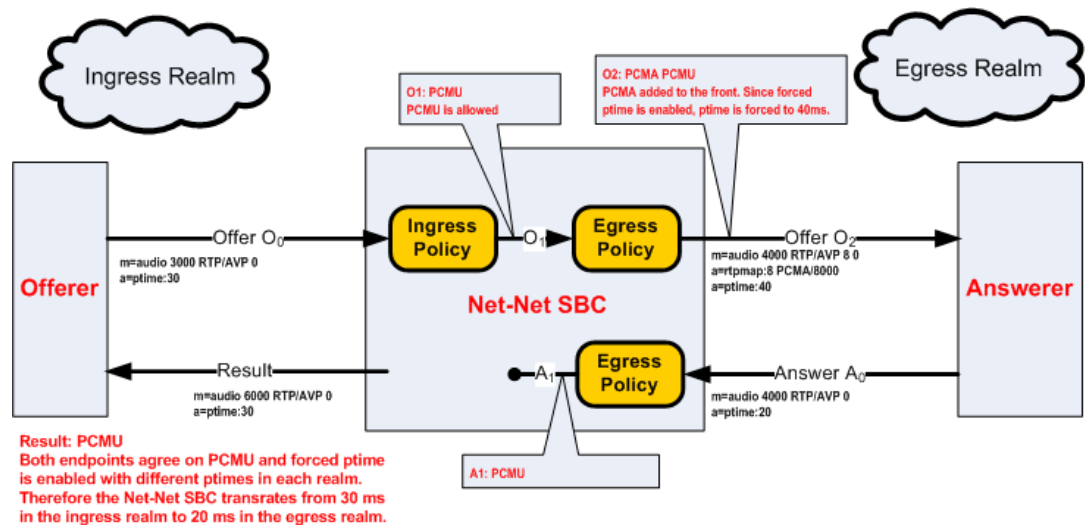 Ingress Realm
Egress Realm
O1: PCMU
PCMU is allowed
O2: PCMA PCMU
PCMA added to the front. Since forced
ptime is enabled, ptime is forced to 40ms.
Offerer
Offer O0
m=audio 3000 RTP/AVP 0
a=ptime:30
Ingress
Policy
O1
Egress
Policy
Offer O2
m=audio 4000 RTP/AVP 8 0
a=rtpmap:8 PCMA/8000
a=ptime:40
Answerer
Net-Net SBC
Result
m=audio 6000 RTP/AVP 0
a=ptime:30
A1
Egress
Policy
Answer A0
m=audio 4000 RTP/AVP 0
a=ptime:20
A1: PCMU
Result: PCMU
Both endpoints agree on PCMU and forced ptime
is enabled with different ptimes in each realm.
Therefore the Net-Net SBC transrates from 30 ms
in the ingress realm to 20 ms in the egress realm.